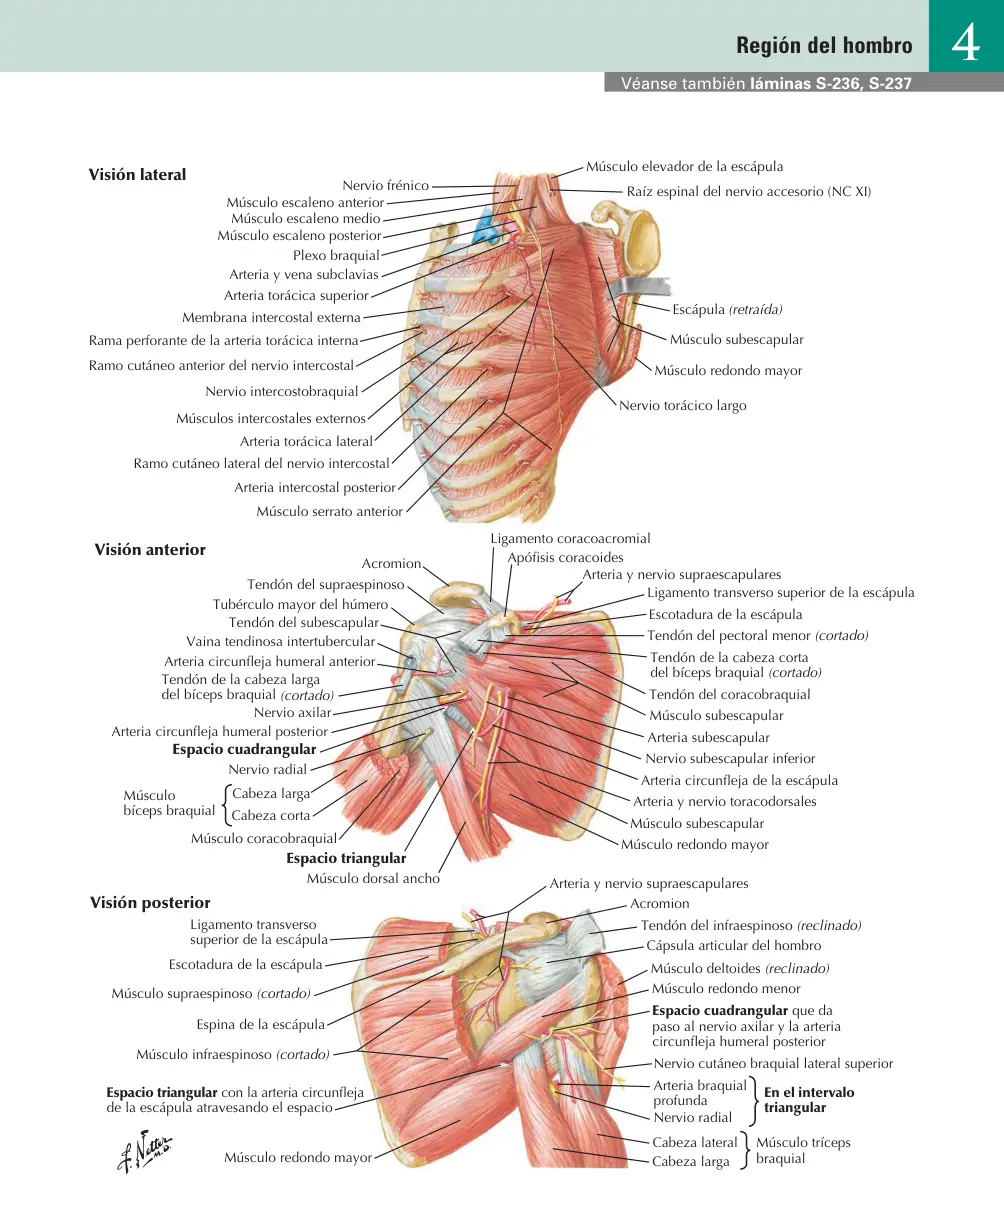 Región del hombro
4
Véanse también láminas S-236, S-237
Visión lateral
Nervio frénico
Músculo escaleno anterior
Músculo escaleno medio
Músculo escaleno posterior
Plexo braquial
Arteria y vena subclavias
Arteria torácica superior
Membrana intercostal externa
Rama perforante de la arteria torácica interna
Ramo cutáneo anterior del nervio intercostal
Nervio intercostobraquial
Músculos intercostales externos
Arteria torácica lateral
Ramo cutáneo lateral del nervio intercostal
Arteria intercostal posterior
Músculo serrato anterior
Músculo elevador de la escápula
Raíz espinal del nervio accesorio (NC XI)
Escápula (retraída)
Músculo subescapular
Músculo redondo mayor
Nervio torácico largo
Visión anterior
Acromion
Tendón del supraespinoso
Tubérculo mayor del húmero
Tendón del subescapular
Vaina tendinosa intertubercular
Arteria circunfleja humeral anterior
Tendón de la cabeza larga
del bíceps braquial (cortado)
Nervio axilar
Arteria circunfleja humeral posterior
Espacio cuadrangular
Nervio radial
Músculo
bíceps braquial
Cabeza larga
Cabeza corta
Músculo coracobraquial
Espacio triangular
Músculo dorsal ancho
Ligamento coracoacromial
Apófisis coracoides
Arteria y nervio supraescapulares
Ligamento transverso superior de la escápula
Escotadura de la escápula
Tendón del pectoral menor (cortado)
Tendón de la cabeza corta
del bíceps braquial (cortado)
Tendón del coracobraquial
Músculo subescapular
Arteria subescapular
Nervio subescapular inferior
Arteria circunfleja de la escápula
Arteria y nervio toracodorsales
Músculo subescapular
Músculo redondo mayor
Visión posterior
Ligamento transverso
superior de la escápula
Escotadura de la escápula
Músculo supraespinoso (cortado)
Espina de la escápula
Músculo infraespinoso (cortado)
Espacio triangular con la arteria circunfleja
de la escápula atravesando el espacio
Músculo redondo mayor
Arteria y nervio supraescapulares
Acromion
Tendón del infraespinoso (reclinado)
Cápsula articular del hombro
Músculo deltoides (reclinado)
Músculo redondo menor
Espacio cuadrangular que da
paso al nervio axilar y la arteria
circunfleja humeral posterior
Nervio cutáneo braquial lateral superior
Arteria braquial
profunda
Nervio radial
En el intervalo
triangular
Cabeza lateral
Cabeza larga
Músculo tríceps
braquial
F. Netter
M.D.